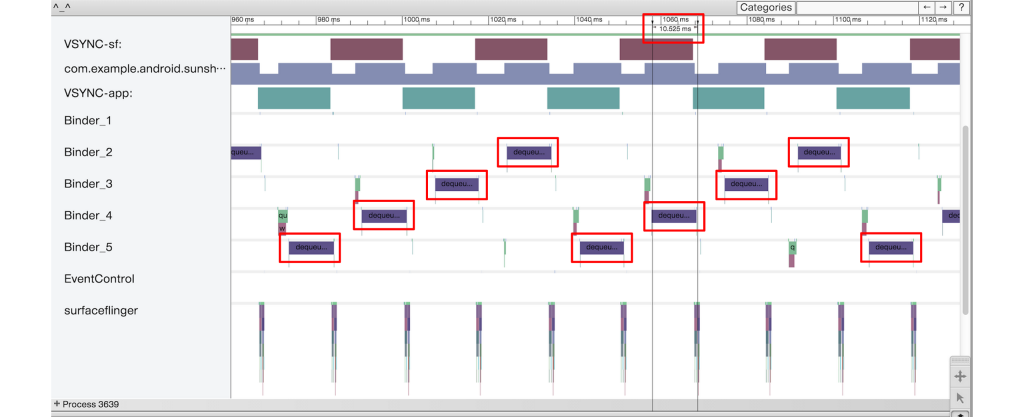 ^_^ Categories ← → ?
960 ms 980 ms 1000 ms 1020 ms 1040 ms 1060 ms 1080 ms 1100 ms 1120 ms
10.525 ms
VSYNC-sf:
com.example.android.sunsh···
VSYNC-app:
Binder_1
Binder_2 queu... dequeu... dequeu...
Binder_3 dequeu... dequeu...
Binder_4 qu dequeu... dequeu... dec
w
Binder_5 dequeu... dequeu... q dequeu...
EventControl
surfaceflinger
+ Process 3639